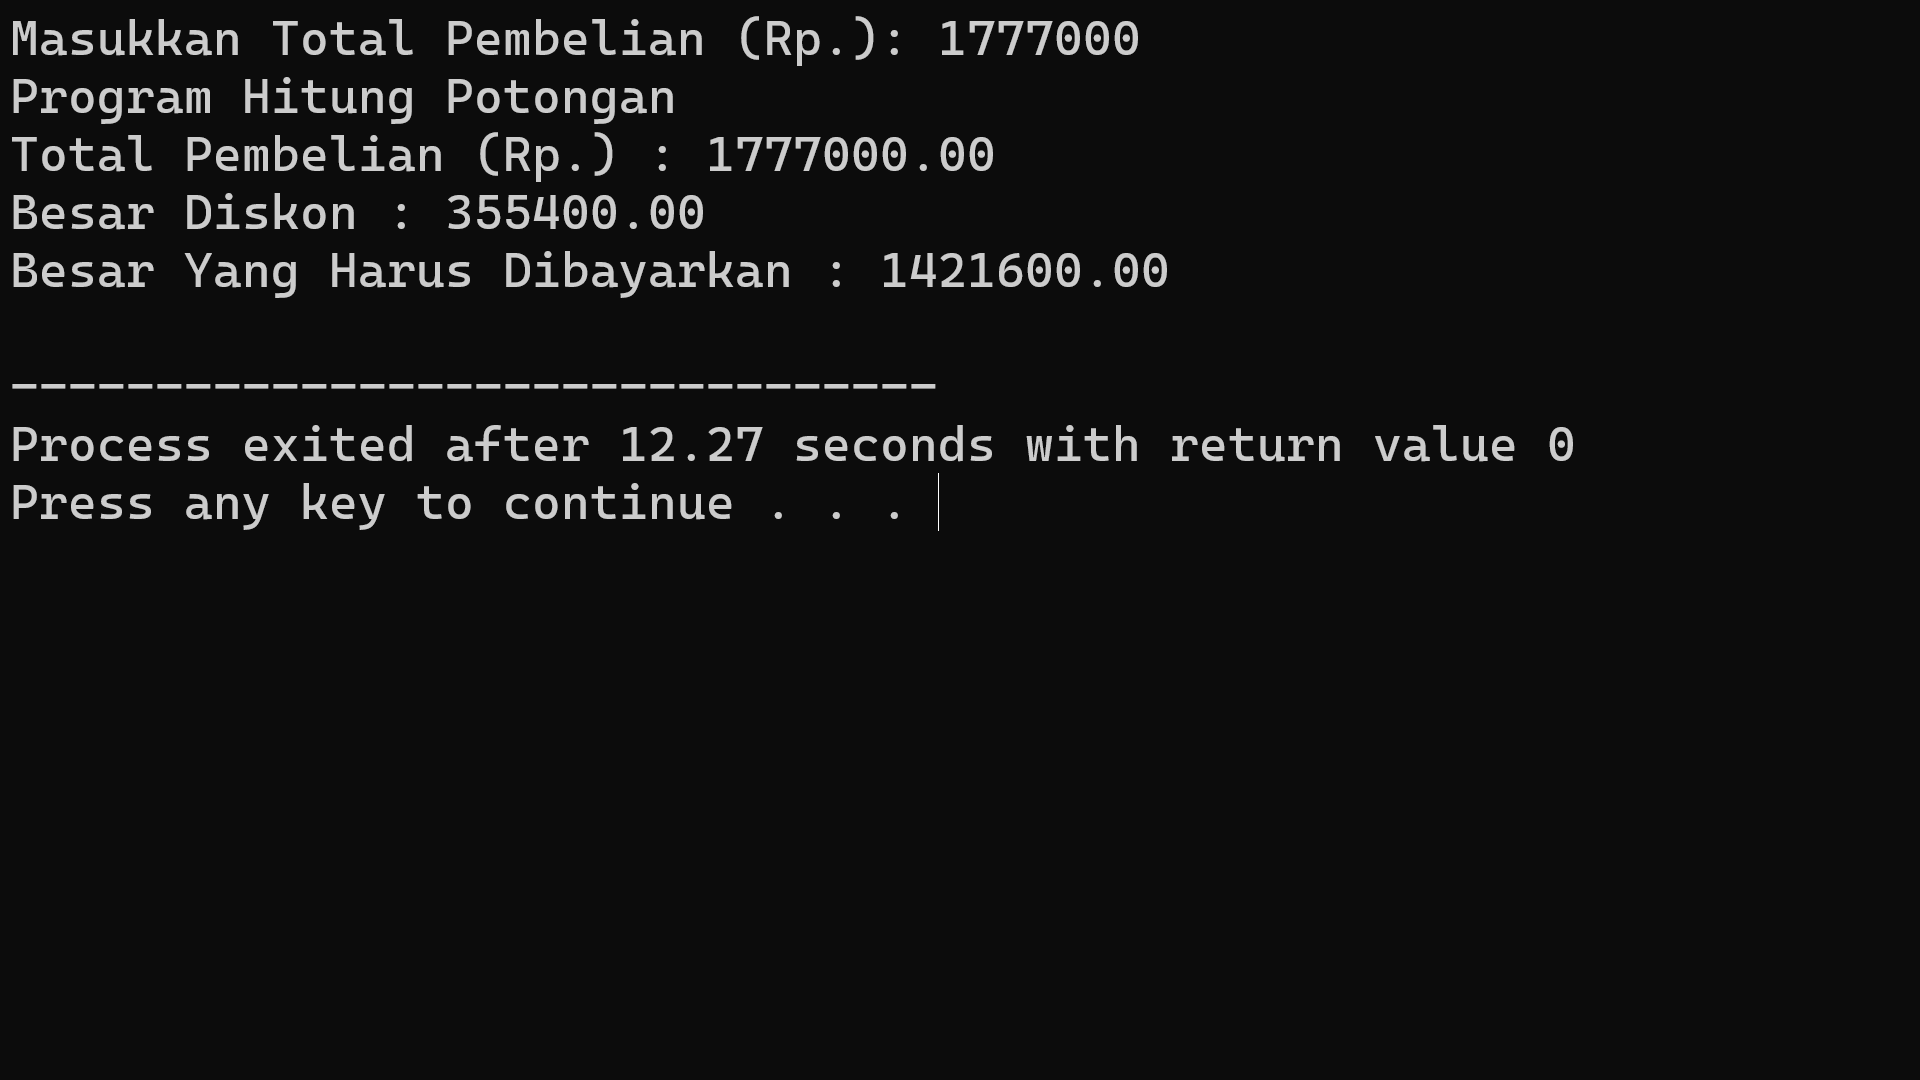 Masukkan Total Pembelian (Rp.): 1777000
Program Hitung Potongan
Total Pembelian (Rp.) : 1777000.00
Besar Diskon : 355400.00
Besar Yang Harus Dibayarkan : 1421600.00
--------------------------------
Process exited after 12.27 seconds with return value 0
Press any key to continue . . .